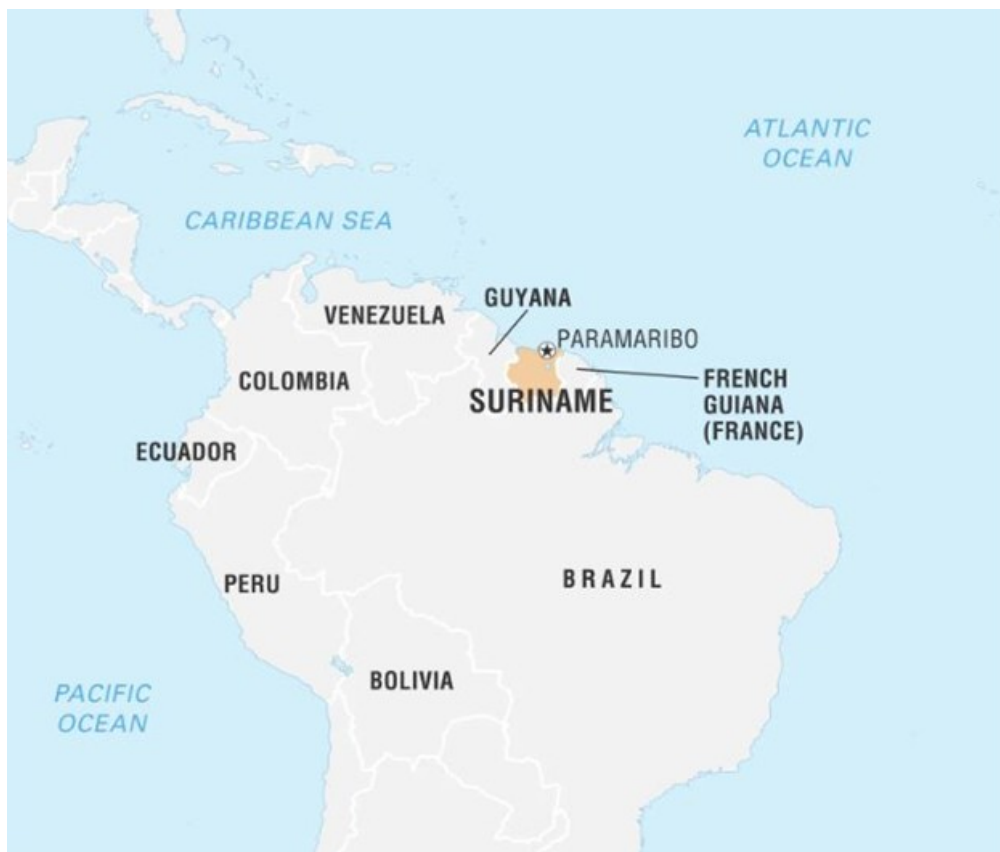 ATLANTIC
OCEAN
CARIBBEAN SEA
GUYANA
VENEZUELA
PARAMARIBO
COLOMBIA
FRENCH
GUIANA
(FRANCE)
SURINAME
ECUADOR
BRAZIL
PERU
BOLIVIA
PACIFIC
OCEAN